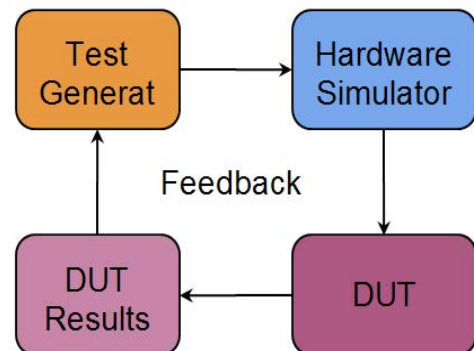 Test
Generat
Hardware
Simulator
Feedback
DUT
Results
DUT